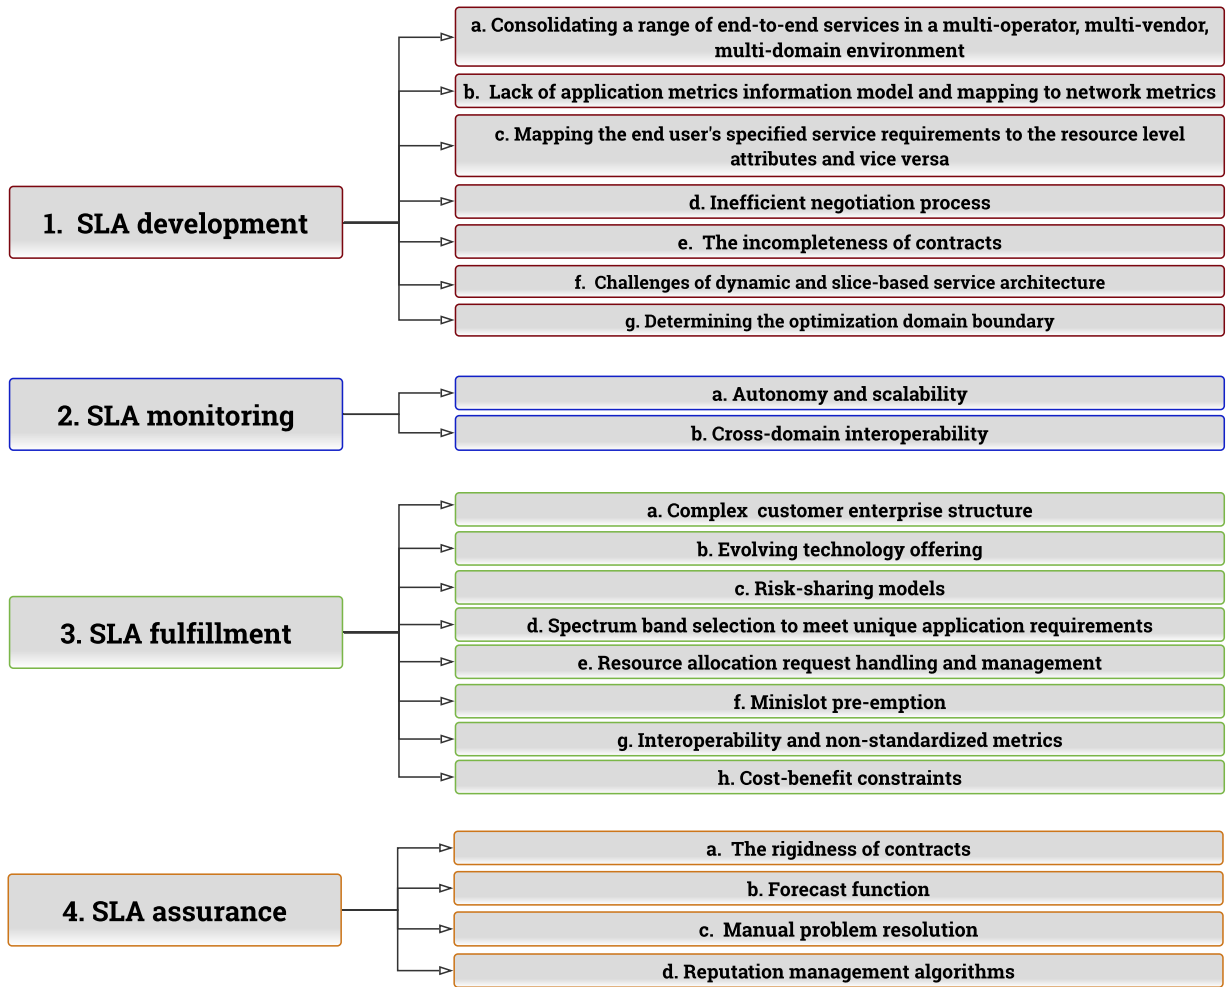 1. SLA development
a. Consolidating a range of end-to-end services in a multi-operator, multi-vendor,
multi-domain environment
b. Lack of application metrics information model and mapping to network metrics
c. Mapping the end user's specified service requirements to the resource level
attributes and vice versa
d. Inefficient negotiation process
e. The incompleteness of contracts
f. Challenges of dynamic and slice-based service architecture
g. Determining the optimization domain boundary
2. SLA monitoring
a. Autonomy and scalability
b. Cross-domain interoperability
3. SLA fulfillment
a. Complex customer enterprise structure
b. Evolving technology offering
c. Risk-sharing models
d. Spectrum band selection to meet unique application requirements
e. Resource allocation request handling and management
f. Minislot pre-emption
g. Interoperability and non-standardized metrics
h. Cost-benefit constraints
4. SLA assurance
a. The rigidness of contracts
b. Forecast function
c. Manual problem resolution
d. Reputation management algorithms